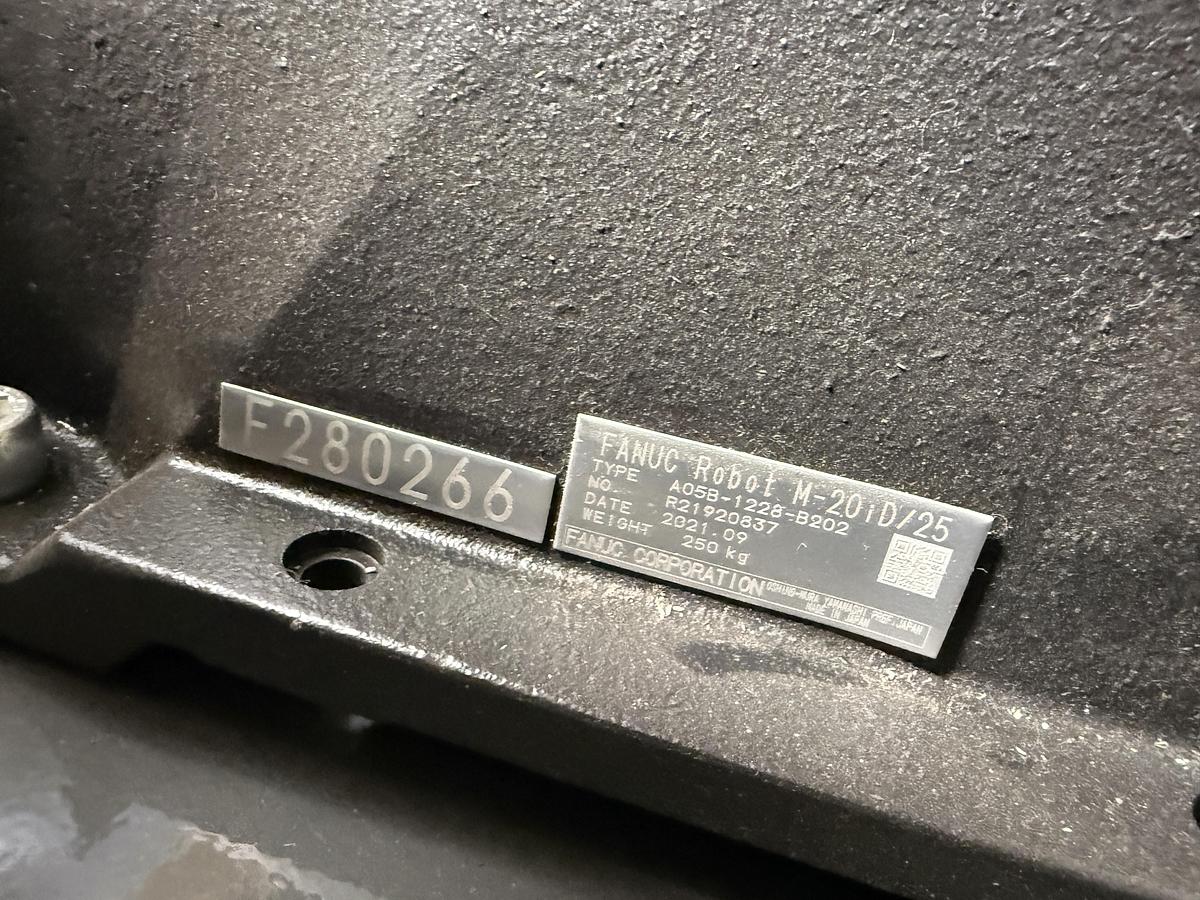 F280266
FANUC Robot M-20iD/25
TYPE A05B-1228-B202
NO. R21920837
DATE 2021.09
WEIGHT 250 kg
FANUC CORPORATION
OSHINO-MURA YAMANASHI PREF. JAPAN
MADE IN JAPAN